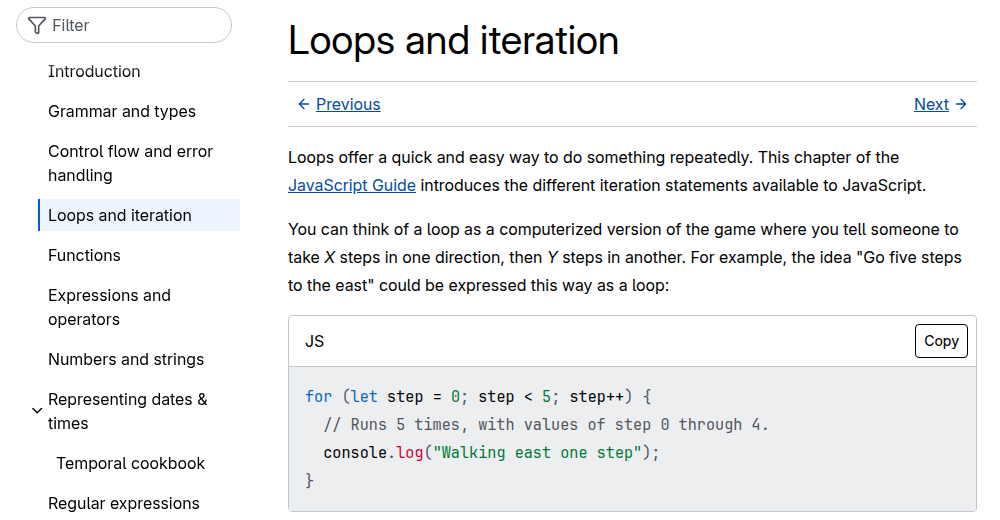 Filter
Introduction
Grammar and types
Control flow and error
handling
Loops and iteration
Functions
Expressions and
operators
Numbers and strings
Representing dates &
times
Temporal cookbook
Regular expressions
Loops and iteration
← Previous
Next →
Loops offer a quick and easy way to do something repeatedly. This chapter of the
JavaScript Guide introduces the different iteration statements available to JavaScript.
You can think of a loop as a computerized version of the game where you tell someone to
take X steps in one direction, then Y steps in another. For example, the idea "Go five steps
to the east" could be expressed this way as a loop:
JS
Copy
for (let step = 0; step < 5; step++) {
  // Runs 5 times, with values of step 0 through 4.
  console.log("Walking east one step");
}